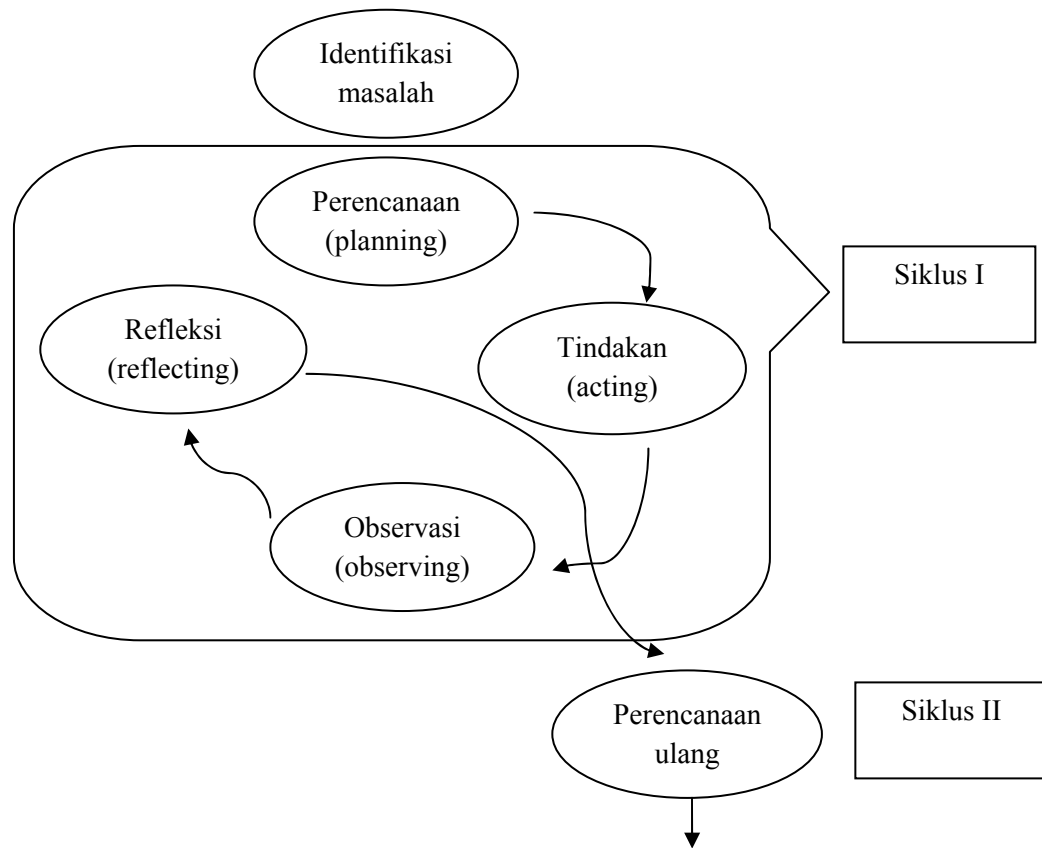 Identifikasi
masalah
Perencanaan
(planning)
Siklus I
Refleksi
(reflecting)
Tindakan
(acting)
Observasi
(observing)
Perencanaan
ulang
Siklus II